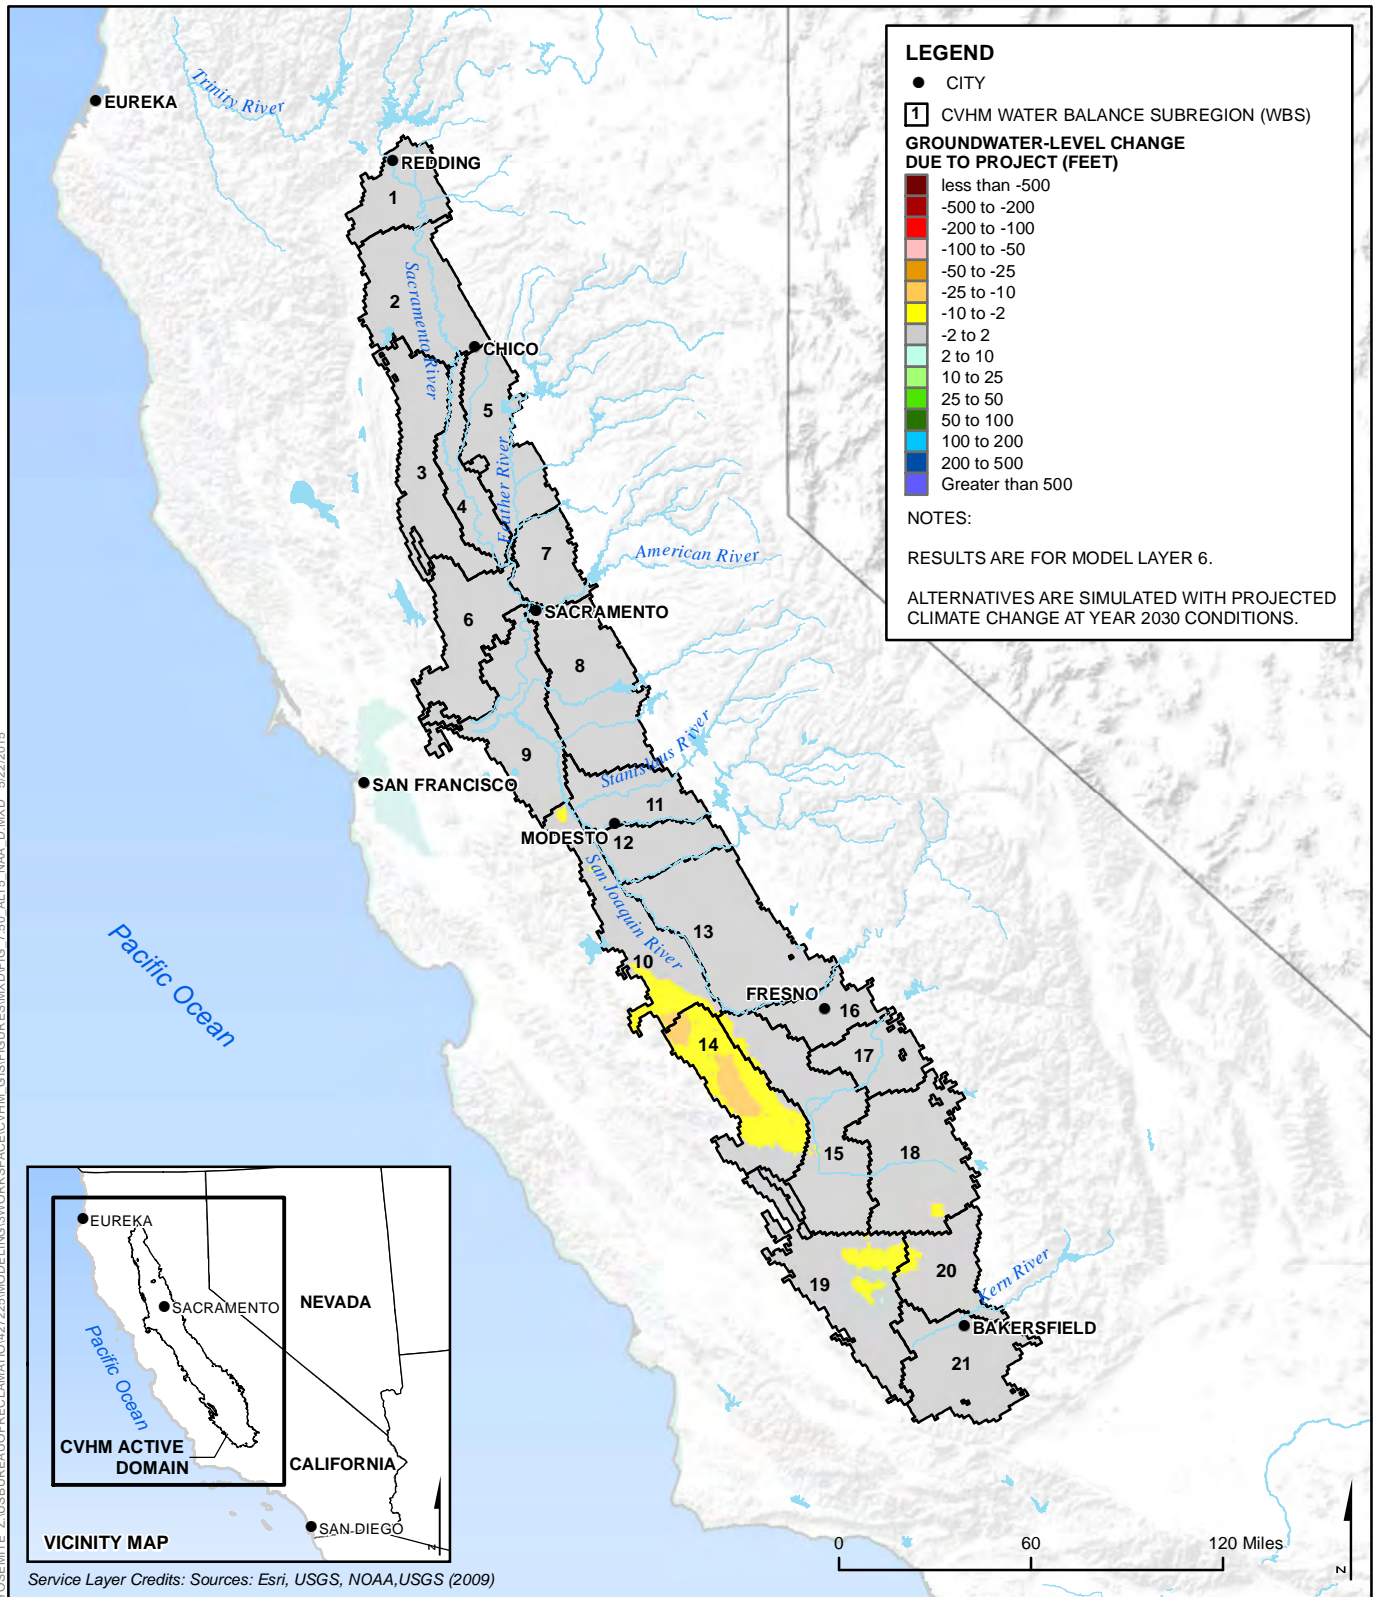 LEGEND
CITY
1 CVHM WATER BALANCE SUBREGION (WBS)
GROUNDWATER-LEVEL CHANGE
DUE TO PROJECT (FEET)
less than -500
-500 to -200
-200 to -100
-100 to -50
-50 to -25
-25 to -10
-10 to -2
-2 to 2
2 to 10
10 to 25
25 to 50
50 to 100
100 to 200
200 to 500
Greater than 500
NOTES:
RESULTS ARE FOR MODEL LAYER 6.
ALTERNATIVES ARE SIMULATED WITH PROJECTED
CLIMATE CHANGE AT YEAR 2030 CONDITIONS.
EUREKA
Trinity River
REDDING
1
2
Sacramento River
CHICO
5
3
4
Feather River
7
American River
SACRAMENTO
6
8
9
Stanislaus River
SAN FRANCISCO
11
MODESTO
12
San Joaquin River
13
10
Pacific Ocean
FRESNO
16
14
17
15
18
19
20
Kern River
BAKERSFIELD
21
EUREKA
SACRAMENTO
NEVADA
Pacific Ocean
CVHM ACTIVE
DOMAIN
CALIFORNIA
SAN DIEGO
VICINITY MAP
N
0 60 120 Miles
N
Service Layer Credits: Sources: Esri, USGS, NOAA,USGS (2009)